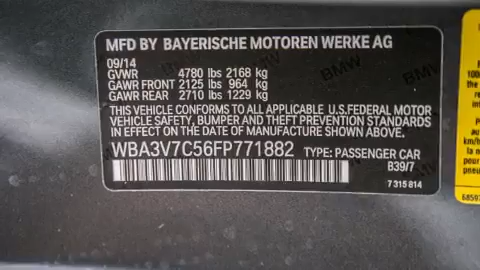 MFD BY BAYERISCHE MOTOREN WERKE AG
09/14
GVWR 4780 lbs 2168 kg
GAWR FRONT 2125 lbs 964 kg
GAWR REAR 2710 lbs 1229 kg
THIS VEHICLE CONFORMS TO ALL APPLICABLE U.S.FEDERAL MOTOR
VEHICLE SAFETY, BUMPER AND THEFT PREVENTION STANDARDS
IN EFFECT ON THE DATE OF MANUFACTURE SHOWN ABOVE.
WBA3V7C56FP771882 TYPE: PASSENGER CAR
B39/7
7 315 814